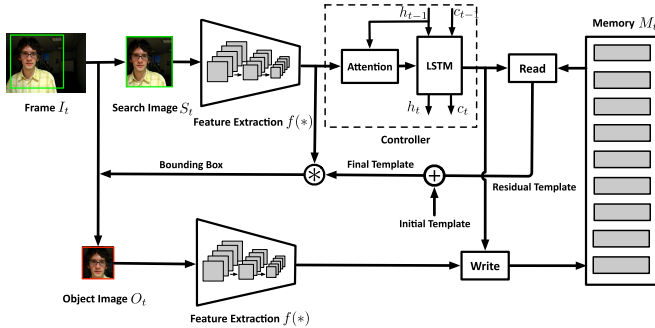 h_{t-1}
c_{t-1}
Memory M_t
Attention
LSTM
Read
Frame I_t
Search Image S_t
Feature Extraction f(*)
h_t
c_t
Controller
Bounding Box
Final Template
Residual Template
Initial Template
Write
Object Image O_t
Feature Extraction f(*)